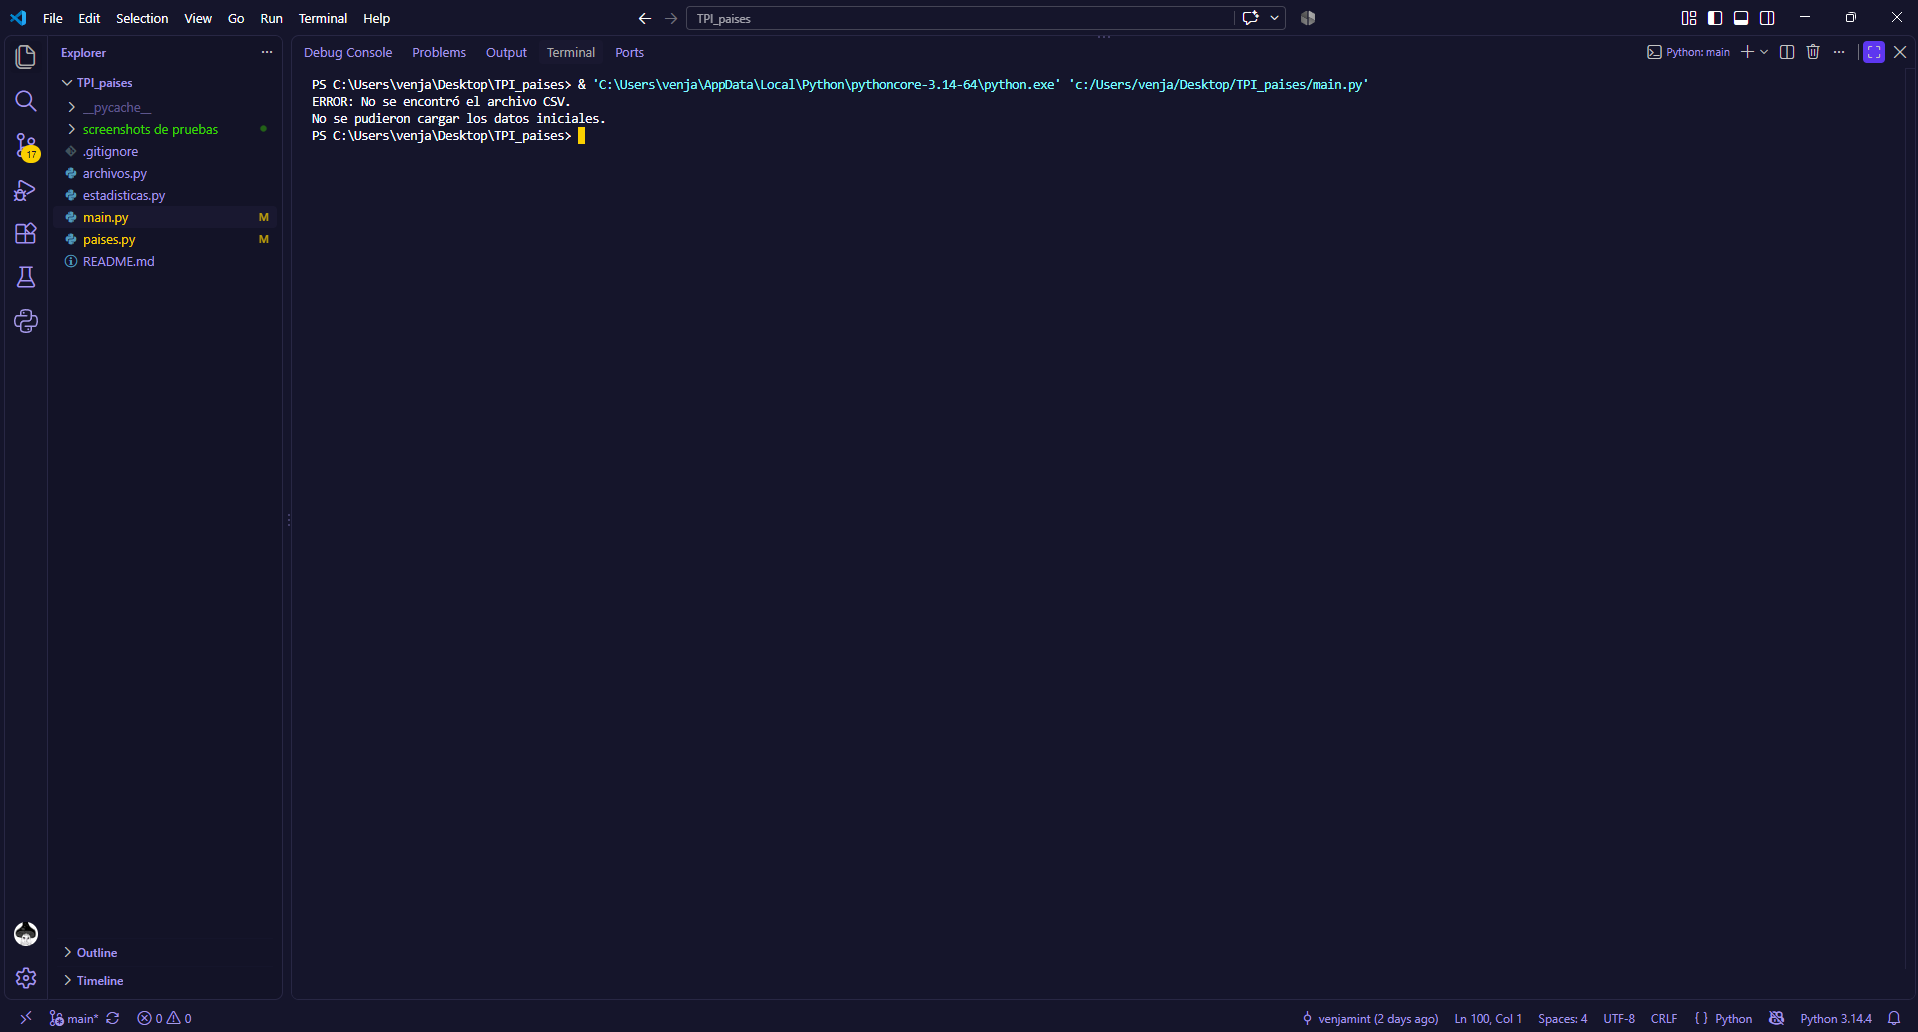 File Edit Selection View Go Run Terminal Help
TPI_paises
Explorer
TPI_paises
__pycache__
screenshots de pruebas
.gitignore
archivos.py
estadisticas.py
main.py M
paises.py M
README.md
17
Outline
Timeline
Debug Console Problems Output Terminal Ports
Python: main
PS C:\Users\venja\Desktop\TPI_paises> & 'C:\Users\venja\AppData\Local\Python\pythoncore-3.14-64\python.exe' 'c:/Users/venja/Desktop/TPI_paises/main.py'
ERROR: No se encontró el archivo CSV.
No se pudieron cargar los datos iniciales.
PS C:\Users\venja\Desktop\TPI_paises>
main* 0 0
venjamint (2 days ago) Ln 100, Col 1 Spaces: 4 UTF-8 CRLF { } Python Python 3.14.4